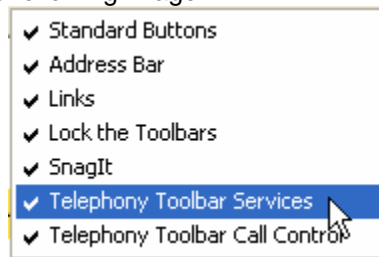 Standard Buttons
Address Bar
Links
Lock the Toolbars
SnagIt
Telephony Toolbar Services
Telephony Toolbar Call Control